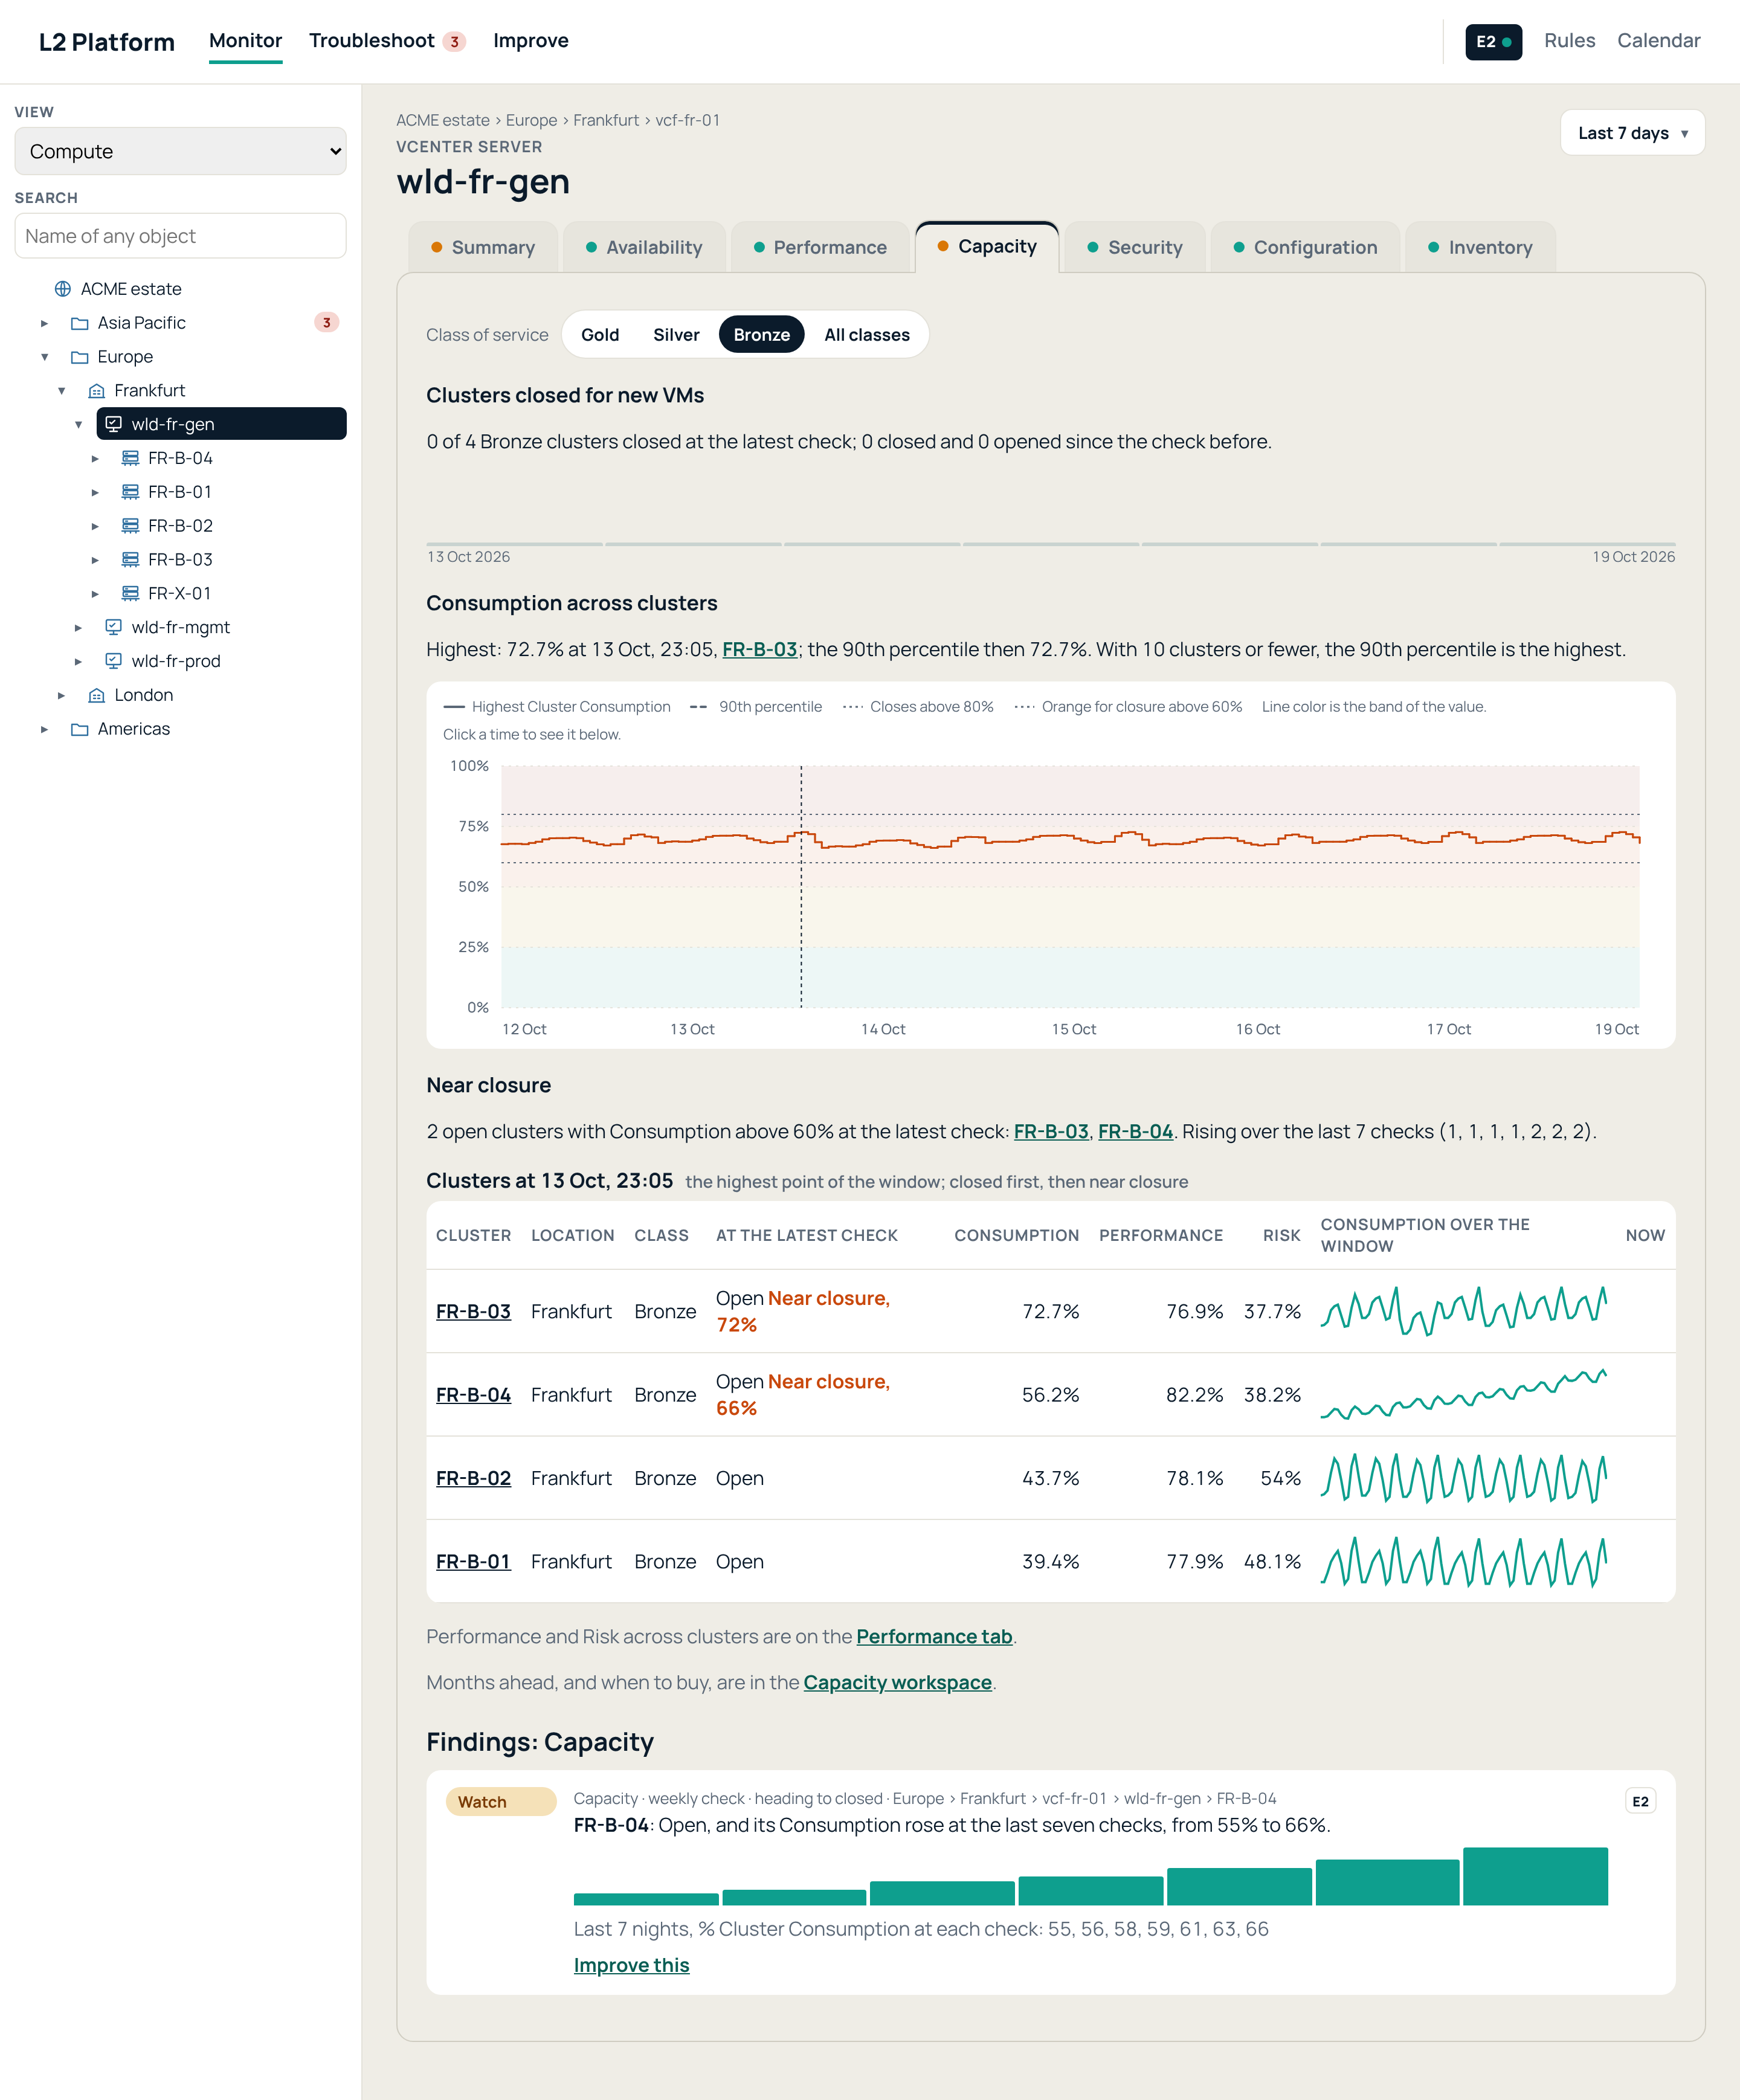 L2 Platform
Monitor
Troubleshoot 3
Improve
E2
Rules
Calendar
VIEW
Compute
SEARCH
Name of any object
ACME estate
Asia Pacific 3
Europe
Frankfurt
wld-fr-gen
FR-B-04
FR-B-01
FR-B-02
FR-B-03
FR-X-01
wld-fr-mgmt
wld-fr-prod
London
Americas
ACME estate › Europe › Frankfurt › vcf-fr-01
VCENTER SERVER
wld-fr-gen
Last 7 days
Summary
Availability
Performance
Capacity
Security
Configuration
Inventory
Class of service
Gold
Silver
Bronze
All classes
Clusters closed for new VMs
0 of 4 Bronze clusters closed at the latest check; 0 closed and 0 opened since the check before.
13 Oct 2026
19 Oct 2026
Consumption across clusters
Highest: 72.7% at 13 Oct, 23:05, FR-B-03; the 90th percentile then 72.7%. With 10 clusters or fewer, the 90th percentile is the highest.
Highest Cluster Consumption
90th percentile
Closes above 80%
Orange for closure above 60%
Line color is the band of the value.
Click a time to see it below.
100%
75%
50%
25%
0%
12 Oct
13 Oct
14 Oct
15 Oct
16 Oct
17 Oct
19 Oct
Near closure
2 open clusters with Consumption above 60% at the latest check: FR-B-03, FR-B-04. Rising over the last 7 checks (1, 1, 1, 1, 2, 2, 2).
Clusters at 13 Oct, 23:05 the highest point of the window; closed first, then near closure
CLUSTER LOCATION CLASS AT THE LATEST CHECK CONSUMPTION PERFORMANCE RISK CONSUMPTION OVER THE WINDOW NOW
FR-B-03 Frankfurt Bronze Open Near closure, 72% 72.7% 76.9% 37.7%
FR-B-04 Frankfurt Bronze Open Near closure, 66% 56.2% 82.2% 38.2%
FR-B-02 Frankfurt Bronze Open 43.7% 78.1% 54%
FR-B-01 Frankfurt Bronze Open 39.4% 77.9% 48.1%
Performance and Risk across clusters are on the Performance tab.
Months ahead, and when to buy, are in the Capacity workspace.
Findings: Capacity
Watch
Capacity · weekly check · heading to closed · Europe › Frankfurt › vcf-fr-01 › wld-fr-gen › FR-B-04
E2
FR-B-04: Open, and its Consumption rose at the last seven checks, from 55% to 66%.
Last 7 nights, % Cluster Consumption at each check: 55, 56, 58, 59, 61, 63, 66
Improve this